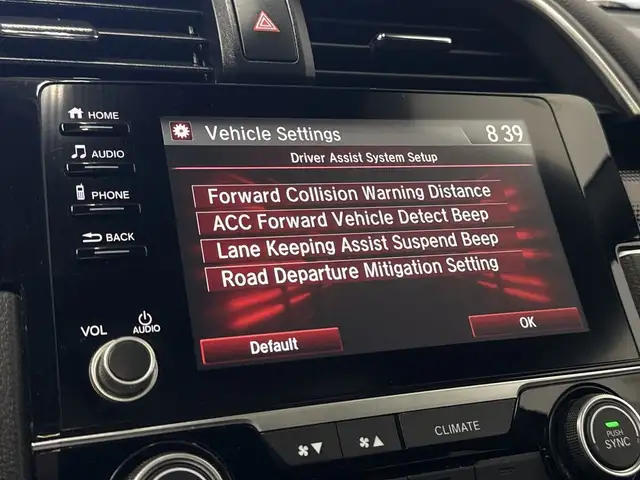 HOME
AUDIO
PHONE
BACK
VOL
AUDIO
Vehicle Settings
8 39
Driver Assist System Setup
Forward Collision Warning Distance
ACC Forward Vehicle Detect Beep
Lane Keeping Assist Suspend Beep
Road Departure Mitigation Setting
Default
OK
CLIMATE
PUSH
SYNC